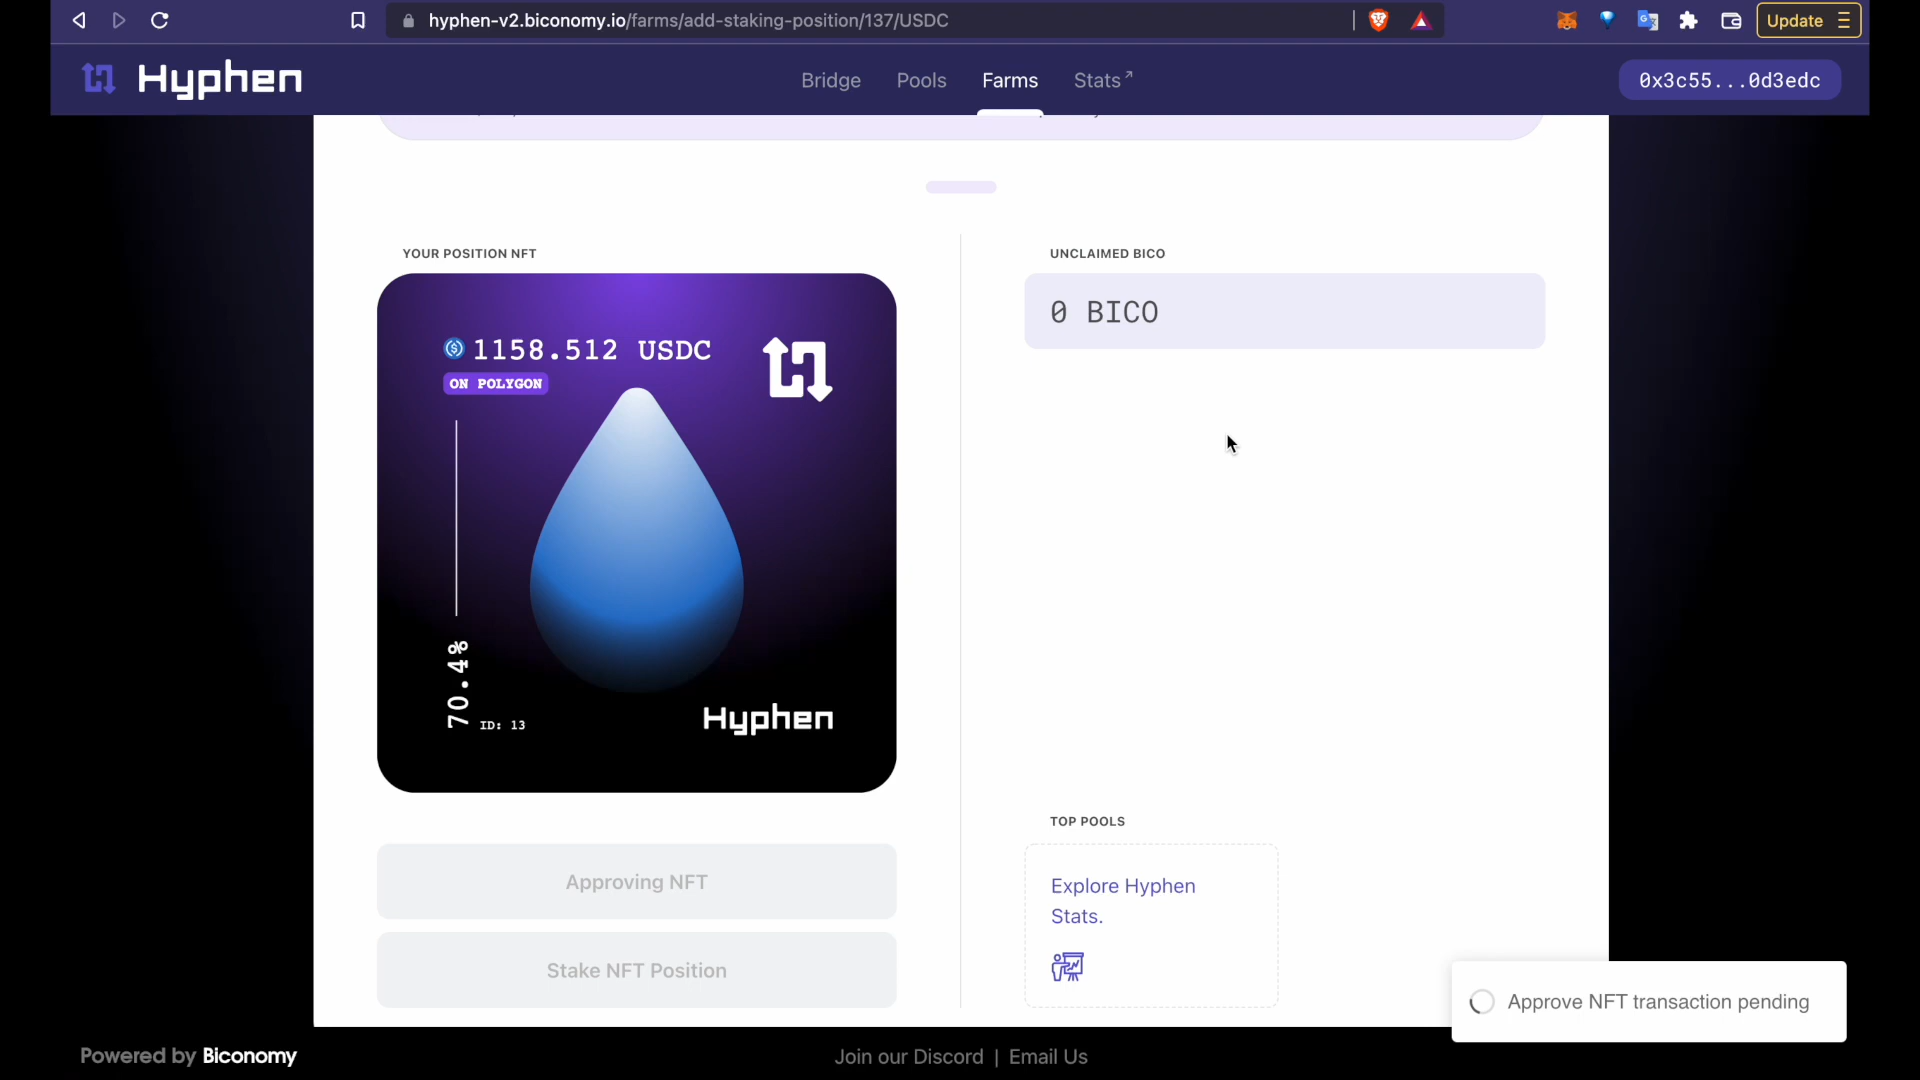 hyphen-v2.biconomy.io/farms/add-staking-position/137/USDC
Update
Hyphen
Bridge
Pools
Farms
Stats
0x3c55...0d3edc
YOUR POSITION NFT
UNCLAIMED BICO
0 BICO
1158.512 USDC
ON POLYGON
70.4%
ID: 13
Hyphen
TOP POOLS
Approving NFT
Explore Hyphen
Stats.
Stake NFT Position
Approve NFT transaction pending
Powered by Biconomy
Join our Discord | Email Us